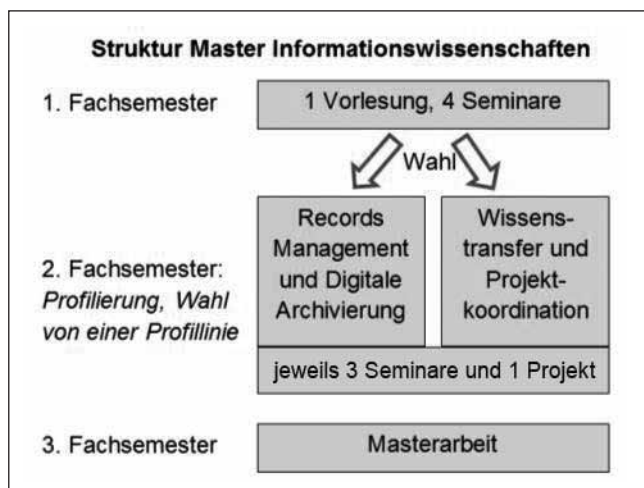 Struktur Master Informationswissenschaften
1. Fachsemester
1 Vorlesung, 4 Seminare
Wahl
2. Fachsemester:
Profilierung, Wahl
von einer Profillinie
Records
Management
und Digitale
Archivierung
Wissens-
transfer und
Projekt-
koordination
jeweils 3 Seminare und 1 Projekt
3. Fachsemester
Masterarbeit